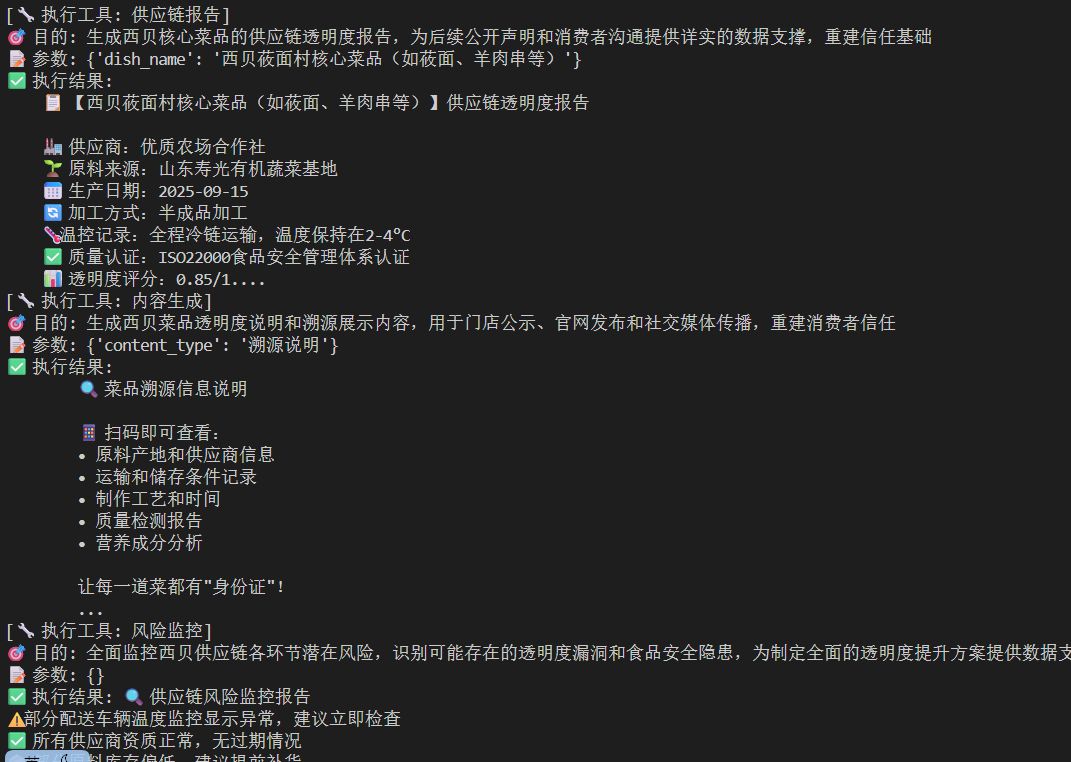 [🔧 执行工具: 供应链报告]
🎯 目的: 生成西贝核心菜品的供应链透明度报告，为后续公开声明和消费者沟通提供详实的数据支撑，重建信任基础
📝 参数: {'dish_name': '西贝莜面村核心菜品（如莜面、羊肉串等）'}
✅ 执行结果:
📋 【西贝莜面村核心菜品（如莜面、羊肉串等）】供应链透明度报告
🏭 供应商: 优质农场合作社
🌱 原料来源: 山东寿光有机蔬菜基地
📅 生产日期: 2025-09-15
🔄 加工方式: 半成品加工
🌡️温控记录: 全程冷链运输，温度保持在2-4°C
✅ 质量认证: ISO22000食品安全管理体系认证
📊 透明度评分: 0.85/1....
[🔧 执行工具: 内容生成]
🎯 目的: 生成西贝菜品透明度说明和溯源展示内容，用于门店公示、官网发布和社交媒体传播，重建消费者信任
📝 参数: {'content_type': '溯源说明'}
✅ 执行结果:
🔍 菜品溯源信息说明
📱 扫码即可查看:
• 原料产地和供应商信息
• 运输和储存条件记录
• 制作工艺和时间
• 质量检测报告
• 营养成分分析
让每一道菜都有"身份证"!
...
[🔧 执行工具: 风险监控]
🎯 目的: 全面监控西贝供应链各环节潜在风险，识别可能存在的透明度漏洞和食品安全隐患，为制定全面的透明度提升方案提供数据支
📝 参数: {}
✅ 执行结果: 🔍 供应链风险监控报告
⚠️部分配送车辆温度监控显示异常，建议立即检查
✅ 所有供应商资质正常，无过期情况
料库存偏低，建议提前补货